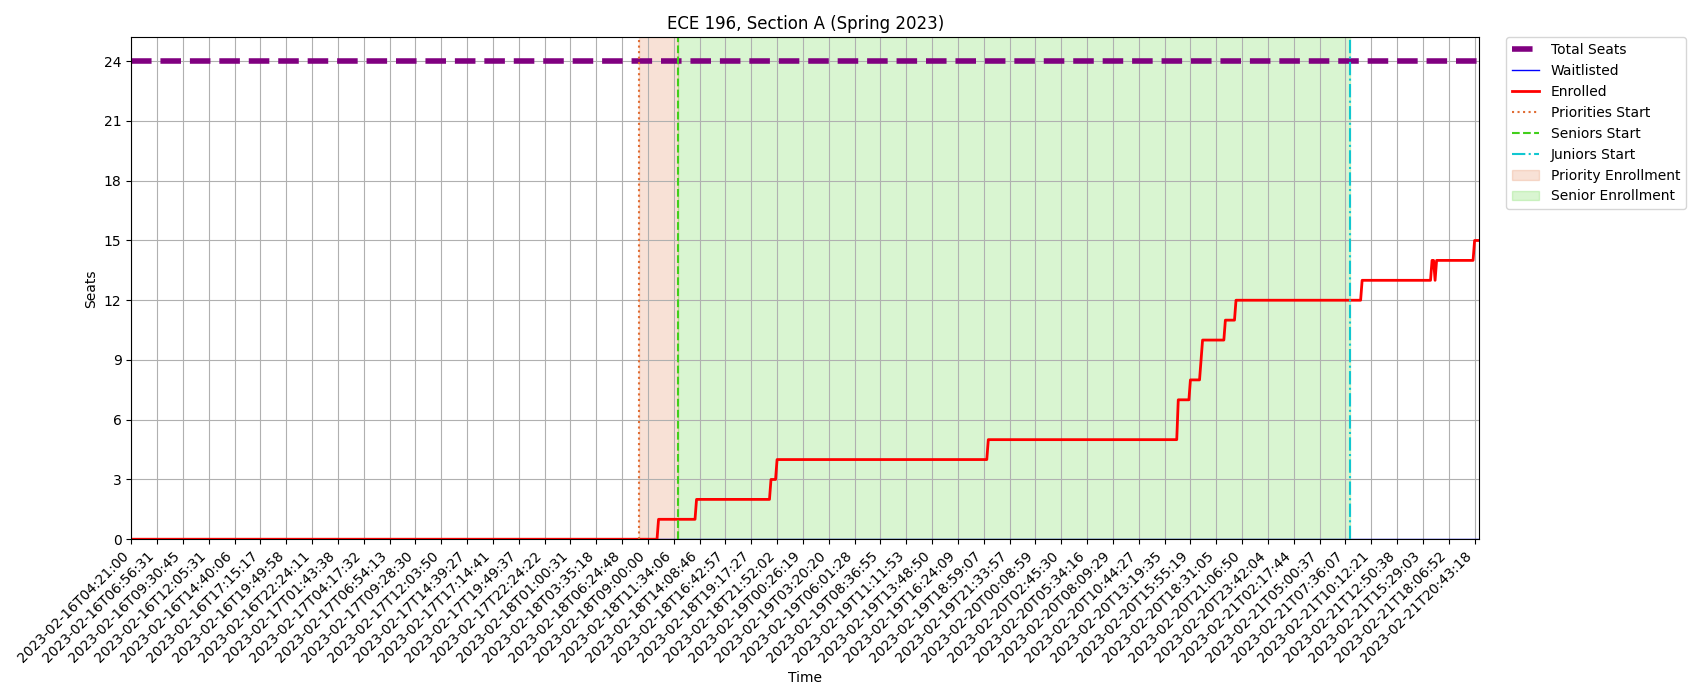 ECE 196, Section A (Spring 2023)
Total Seats
Waitlisted
Enrolled
Priorities Start
Seniors Start
Juniors Start
Priority Enrollment
Senior Enrollment
Seats
24
21
18
15
12
9
6
3
0
2023-02-16T04:21:00
2023-02-16T06:56:31
2023-02-16T09:30:45
2023-02-16T12:05:31
2023-02-16T14:40:06
2023-02-16T17:15:17
2023-02-16T19:49:58
2023-02-16T22:24:11
2023-02-17T01:43:38
2023-02-17T04:17:32
2023-02-17T06:54:13
2023-02-17T09:28:30
2023-02-17T12:03:50
2023-02-17T14:39:27
2023-02-17T17:14:41
2023-02-17T19:49:37
2023-02-17T22:24:22
2023-02-18T01:00:31
2023-02-18T03:35:18
2023-02-18T06:24:48
2023-02-18T09:00:00
2023-02-18T11:34:06
2023-02-18T14:08:46
2023-02-18T16:42:57
2023-02-18T19:17:27
2023-02-18T21:52:02
2023-02-19T00:26:19
2023-02-19T03:20:20
2023-02-19T06:01:28
2023-02-19T08:36:55
2023-02-19T11:11:53
2023-02-19T13:48:50
2023-02-19T16:24:09
2023-02-19T18:59:07
2023-02-19T21:33:57
2023-02-20T00:08:59
2023-02-20T02:45:30
2023-02-20T05:34:16
2023-02-20T08:09:29
2023-02-20T10:44:27
2023-02-20T13:19:35
2023-02-20T15:55:19
2023-02-20T18:31:05
2023-02-20T21:06:50
2023-02-20T23:42:04
2023-02-21T02:17:44
2023-02-21T05:00:37
2023-02-21T07:36:07
2023-02-21T10:12:21
2023-02-21T12:50:38
2023-02-21T15:29:03
2023-02-21T18:06:52
2023-02-21T20:43:18
Time